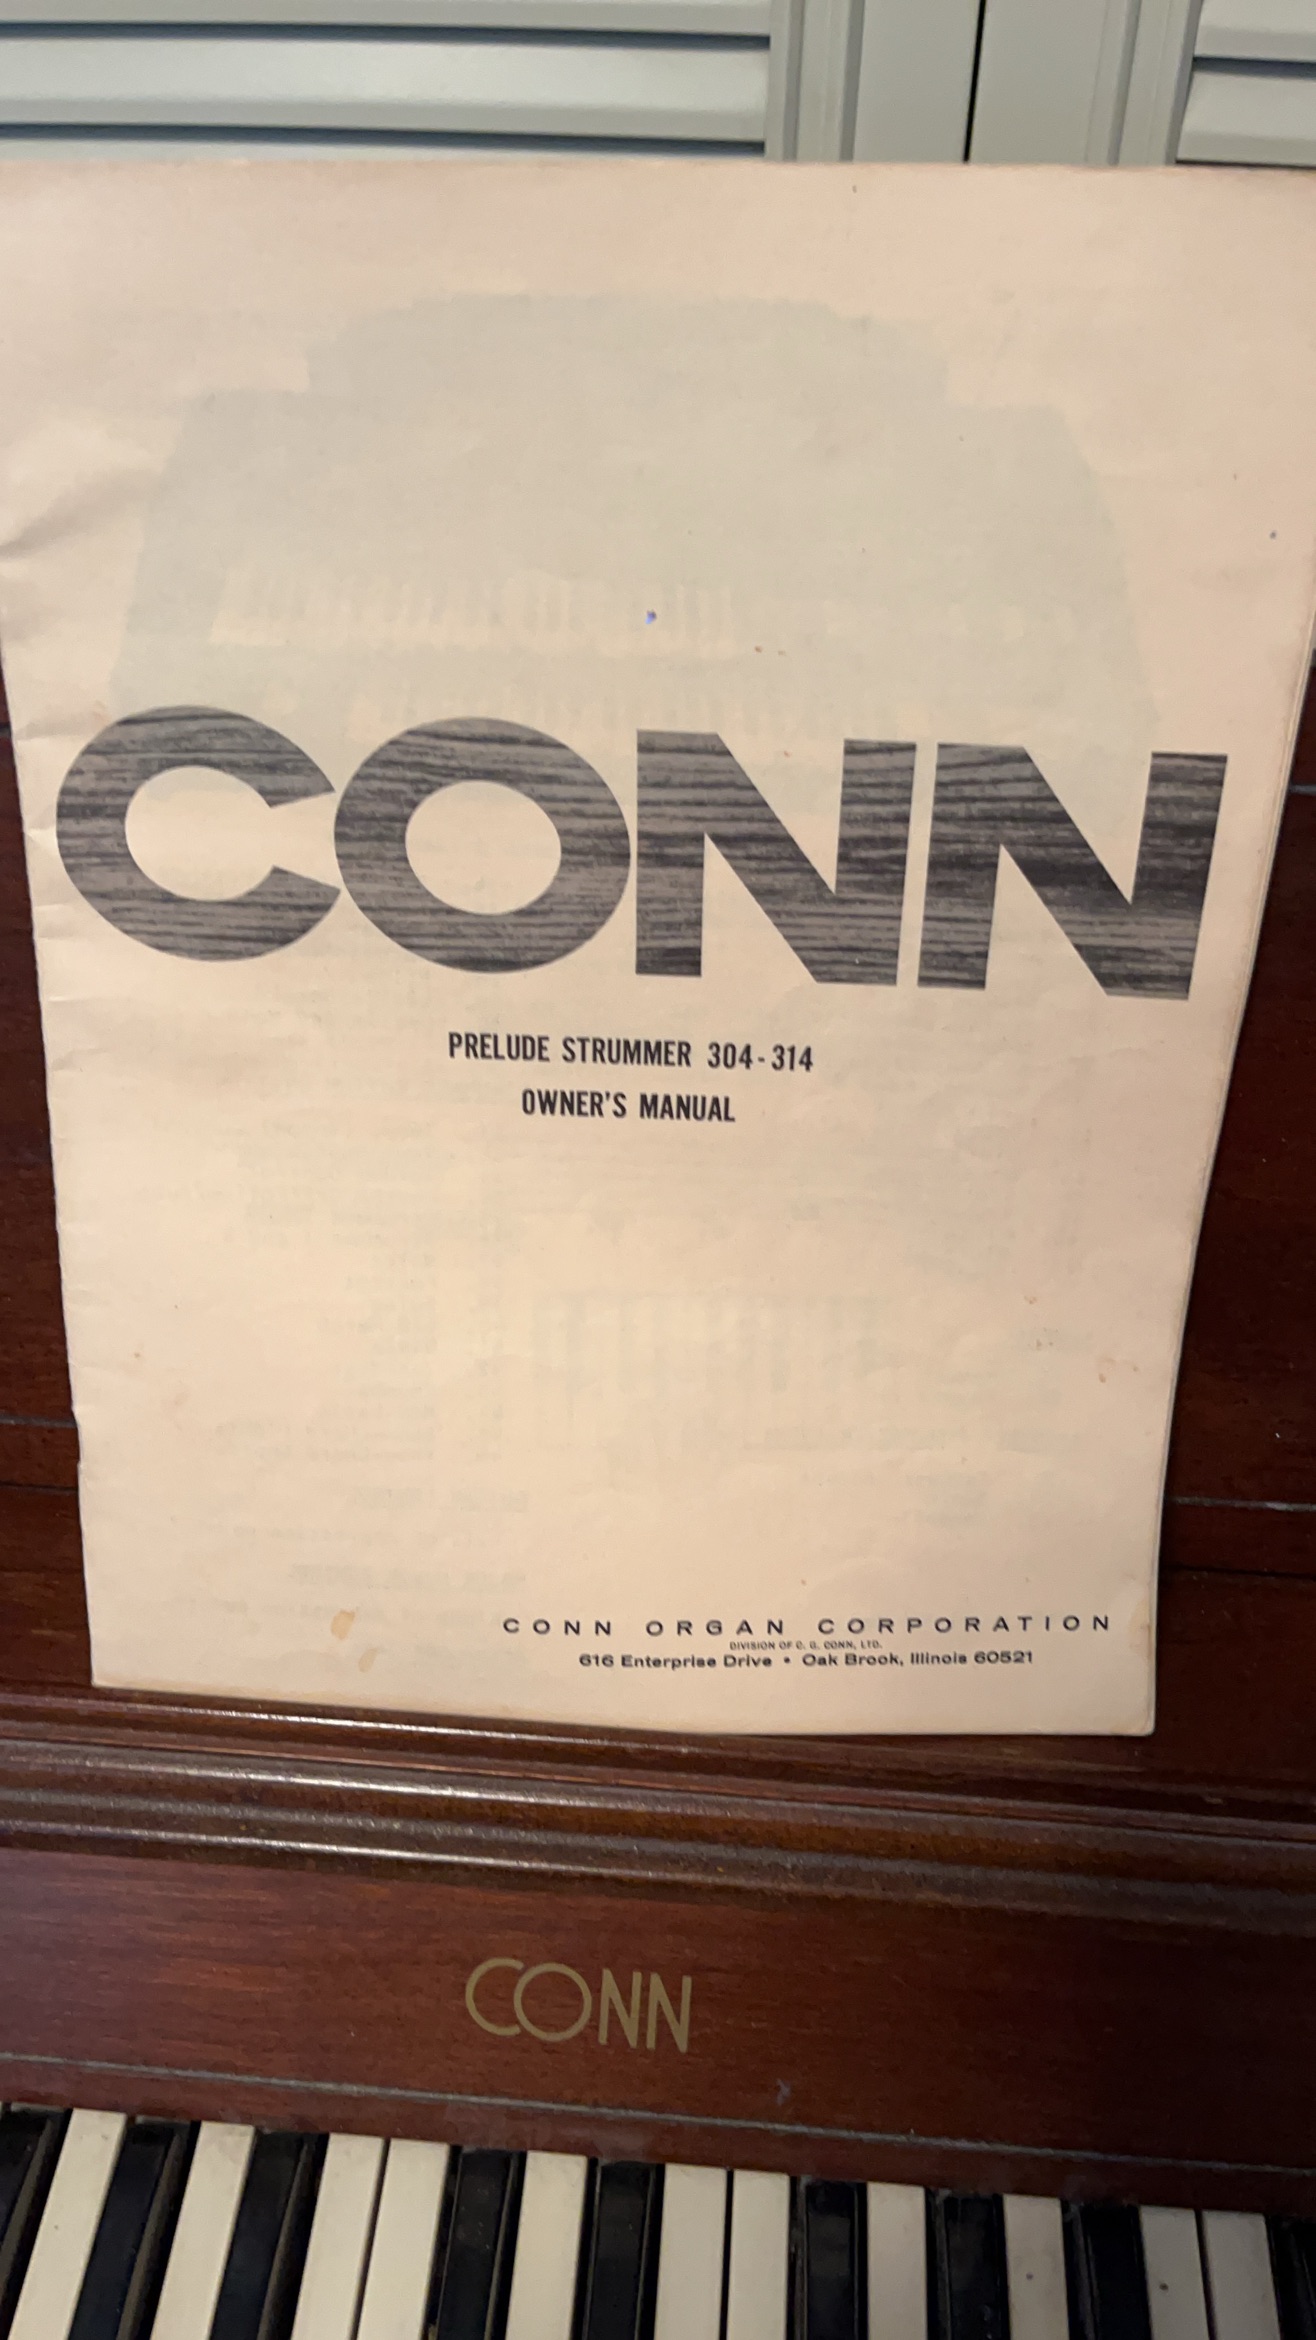 CONN
PRELUDE STRUMMER 304-314
OWNER'S MANUAL
CONN ORGAN CORPORATION
DIVISION OF C. G. CONN, LTD.
616 Enterprise Drive • Oak Brook, Illinois 60521
CONN